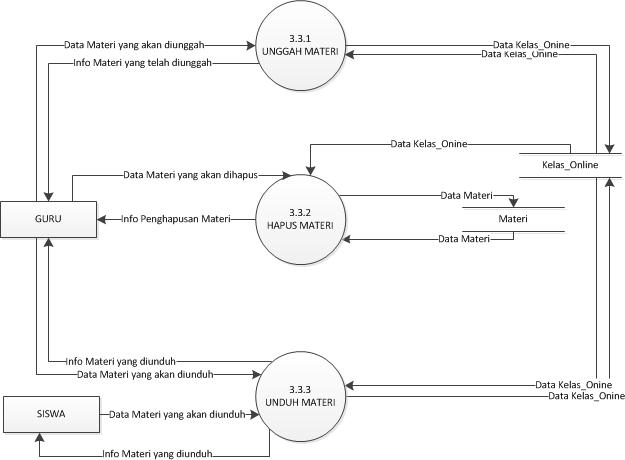 3.3.1
UNGGAH MATERI
Data Materi yang akan diunggah
Info Materi yang telah diunggah
Data Kelas_Onine
Data Kelas_Onine
Data Kelas_Onine
Kelas_Online
Data Materi yang akan dihapus
GURU
Info Penghapusan Materi
3.3.2
HAPUS MATERI
Data Materi
Materi
Data Materi
Info Materi yang diunduh
Data Materi yang akan diunduh
3.3.3
UNDUH MATERI
Data Kelas_Onine
Data Kelas_Onine
SISWA
Data Materi yang akan diunduh
Info Materi yang diunduh